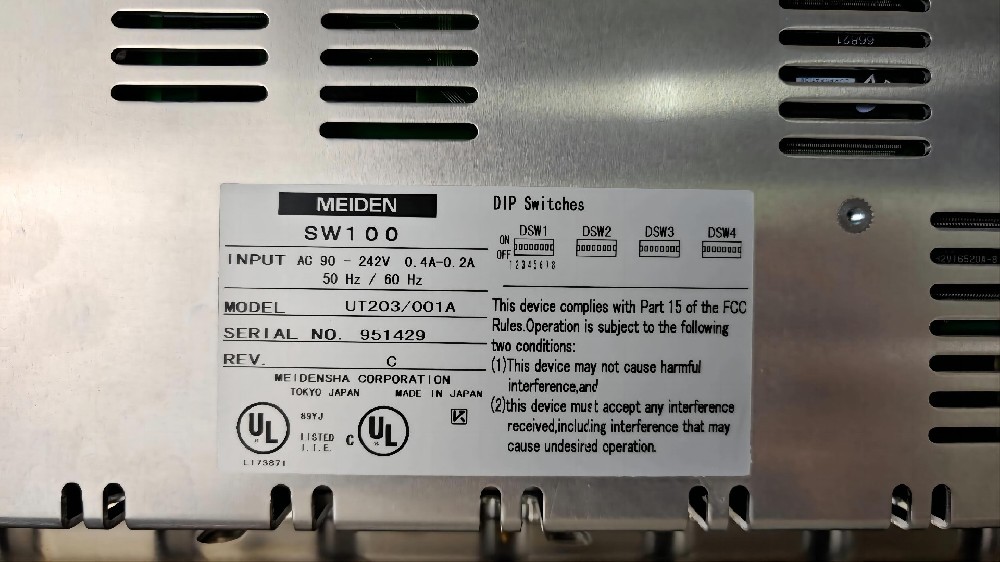 MEIDEN
SW100
INPUT AC 90 - 242V 0.4A-0.2A
50 Hz / 60 Hz
MODEL UT203/001A
SERIAL NO. 951429
REV. C
MEIDENSHA CORPORATION
TOKYO JAPAN MADE IN JAPAN
UL
89YJ
LISTED
I.T.E.
C UL
L173871
DIP Switches
DSW1 DSW2 DSW3 DSW4
ON
OFF
12345678
This device complies with Part 15 of the FCC
Rules.Operation is subject to the following
two conditions:
(1)This device may not cause harmful
interference,and
(2)this device must accept any interference
received,including interference that may
cause undesired operation.